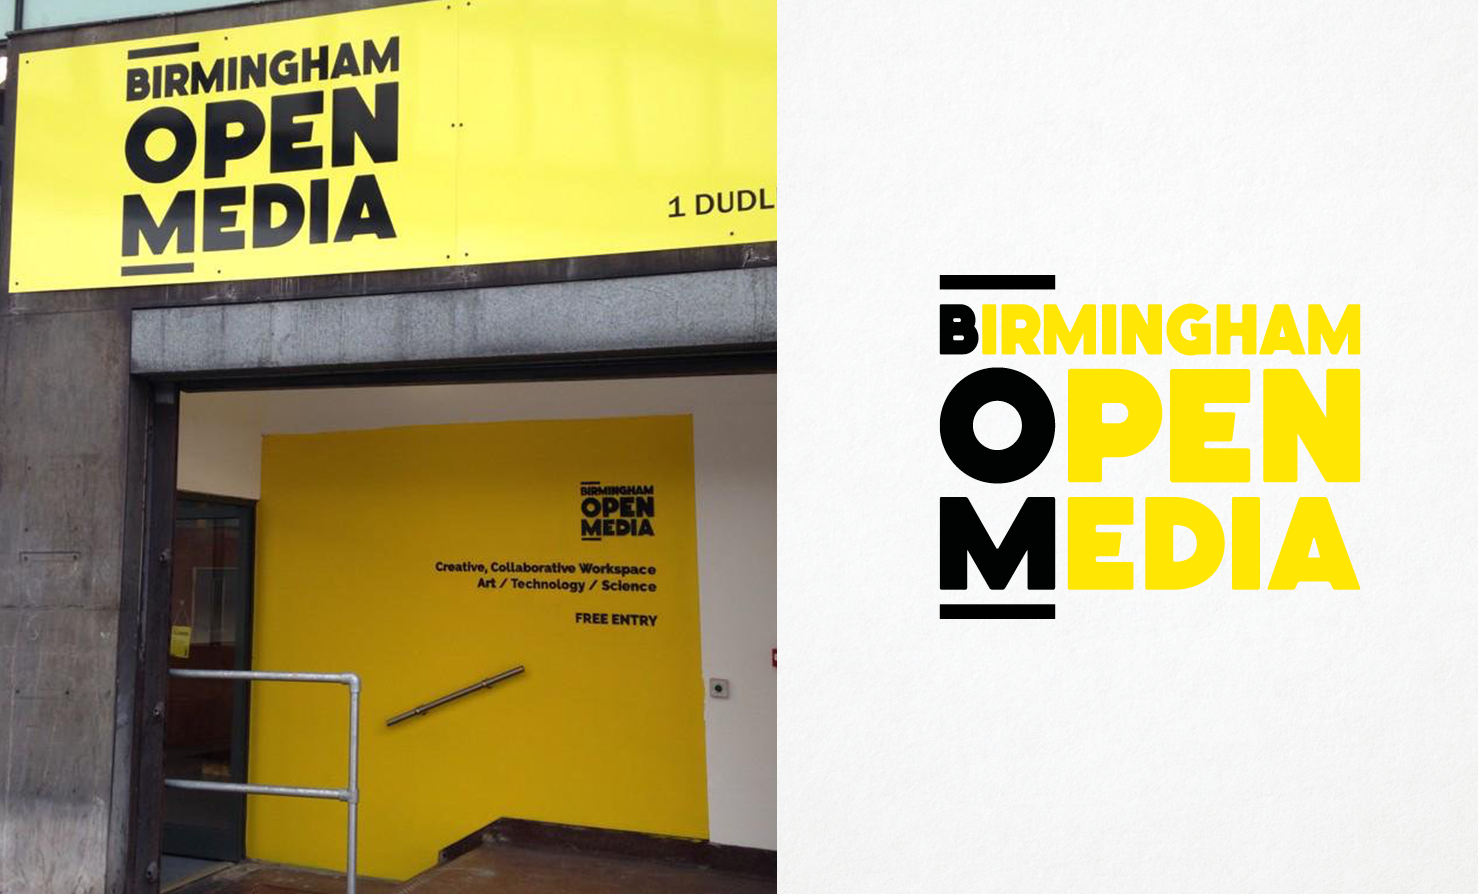 BIRMINGHAM
OPEN
MEDIA
1 DUDL
BIRMINGHAM
OPEN
MEDIA
Creative, Collaborative Workspace
Art / Technology / Science
FREE ENTRY
BIRMINGHAM
OPEN
MEDIA